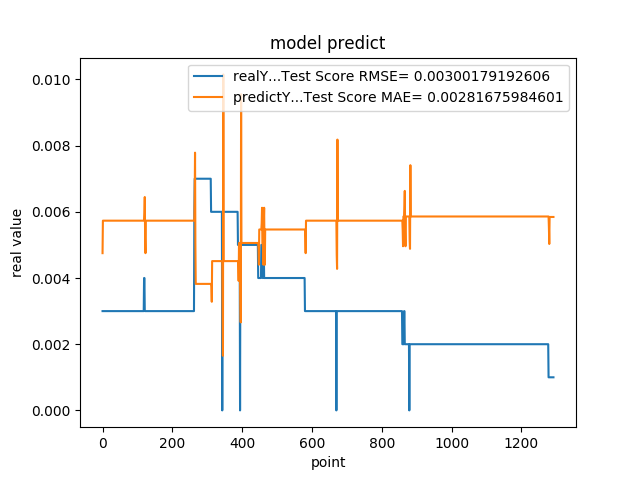 model predict
realY...Test Score RMSE= 0.00300179192606
predictY...Test Score MAE= 0.00281675984601
0.010
0.008
0.006
0.004
0.002
0.000
real value
0 200 400 600 800 1000 1200
point